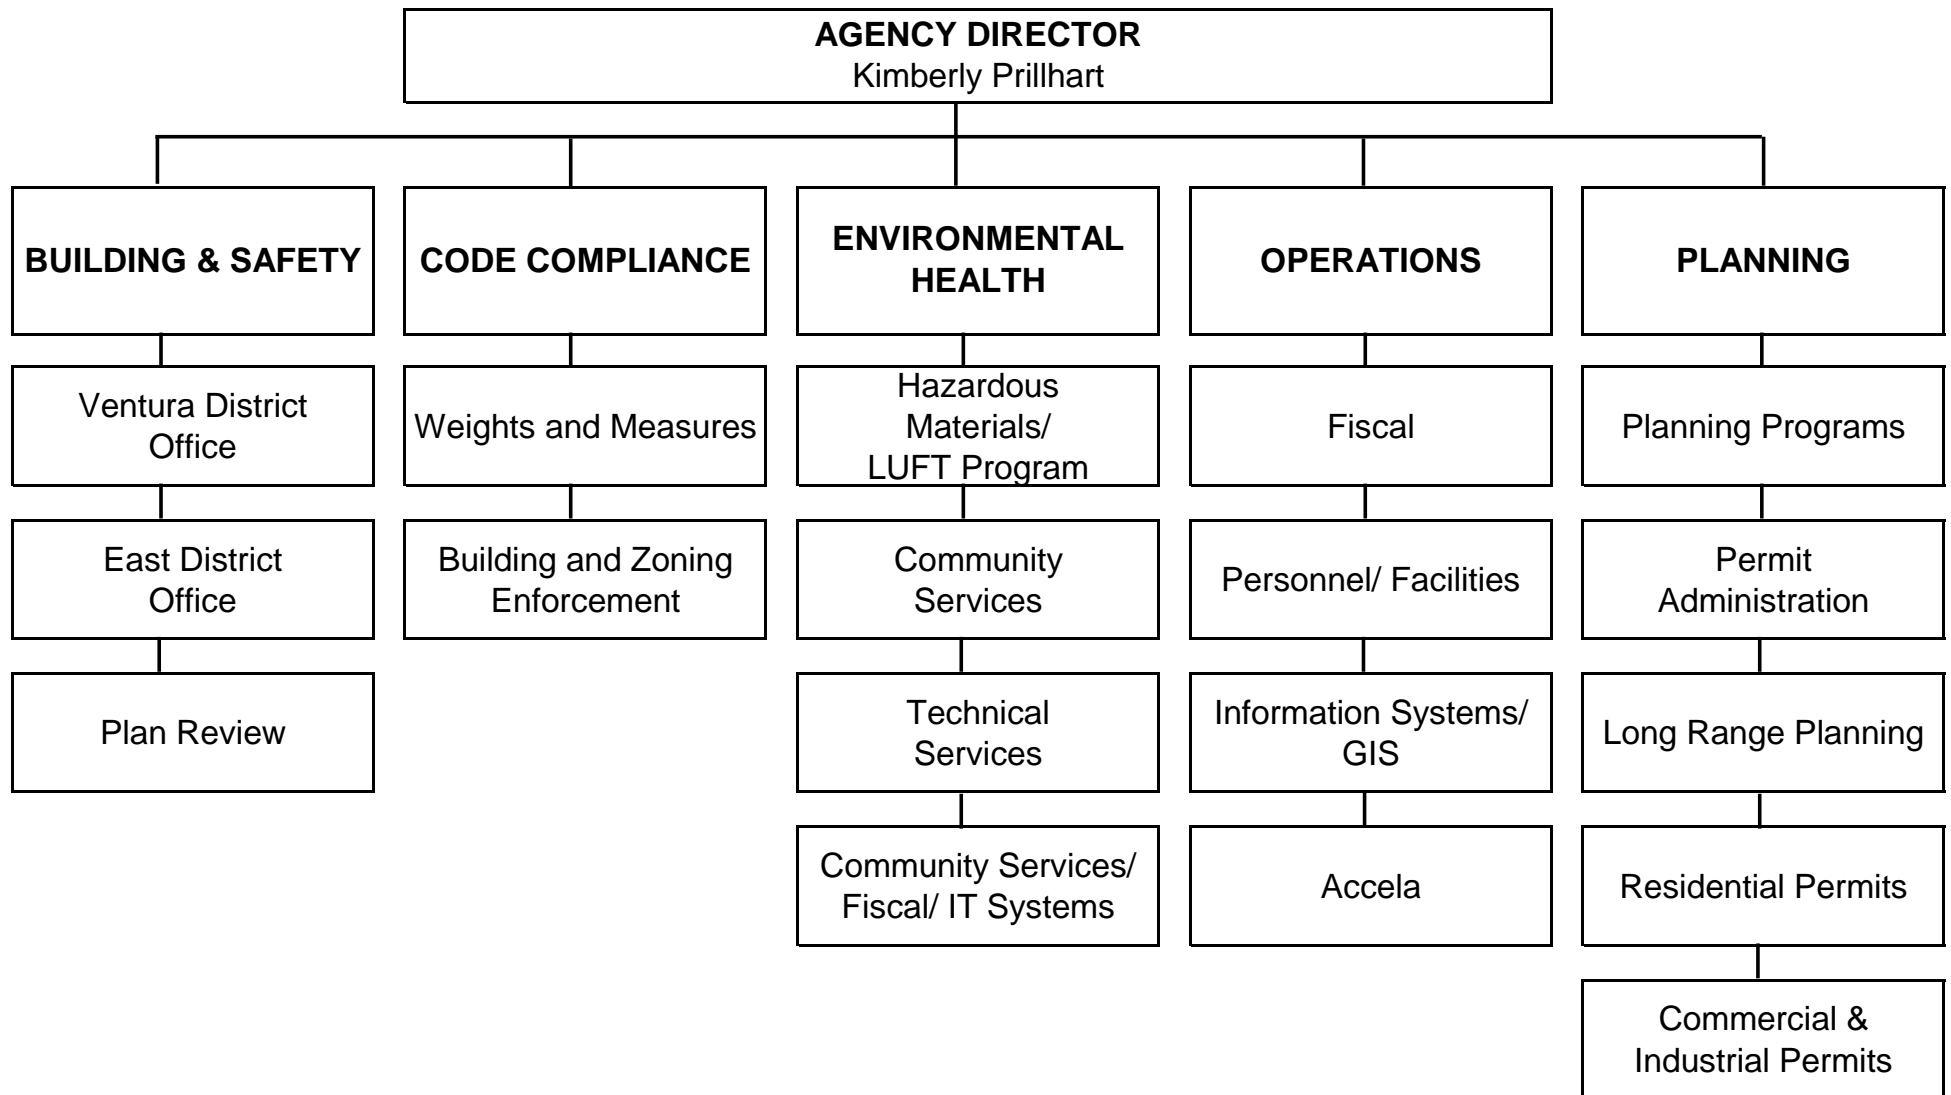 AGENCY DIRECTOR
Kimberly Prillhart
BUILDING & SAFETY
Ventura District
Office
East District
Office
Plan Review
CODE COMPLIANCE
Weights and Measures
Building and Zoning
Enforcement
ENVIRONMENTAL
HEALTH
Hazardous
Materials/
LUFT Program
Community
Services
Technical
Services
Community Services/
Fiscal/ IT Systems
OPERATIONS
Fiscal
Personnel/ Facilities
Information Systems/
GIS
Accela
PLANNING
Planning Programs
Permit
Administration
Long Range Planning
Residential Permits
Commercial &
Industrial Permits